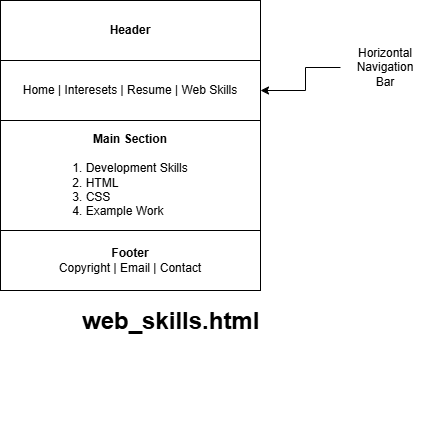 Header
Home | Interesets | Resume | Web Skills
Horizontal
Navigation
Bar
Main Section
1. Development Skills
2. HTML
3. CSS
4. Example Work
Footer
Copyright | Email | Contact
web_skills.html